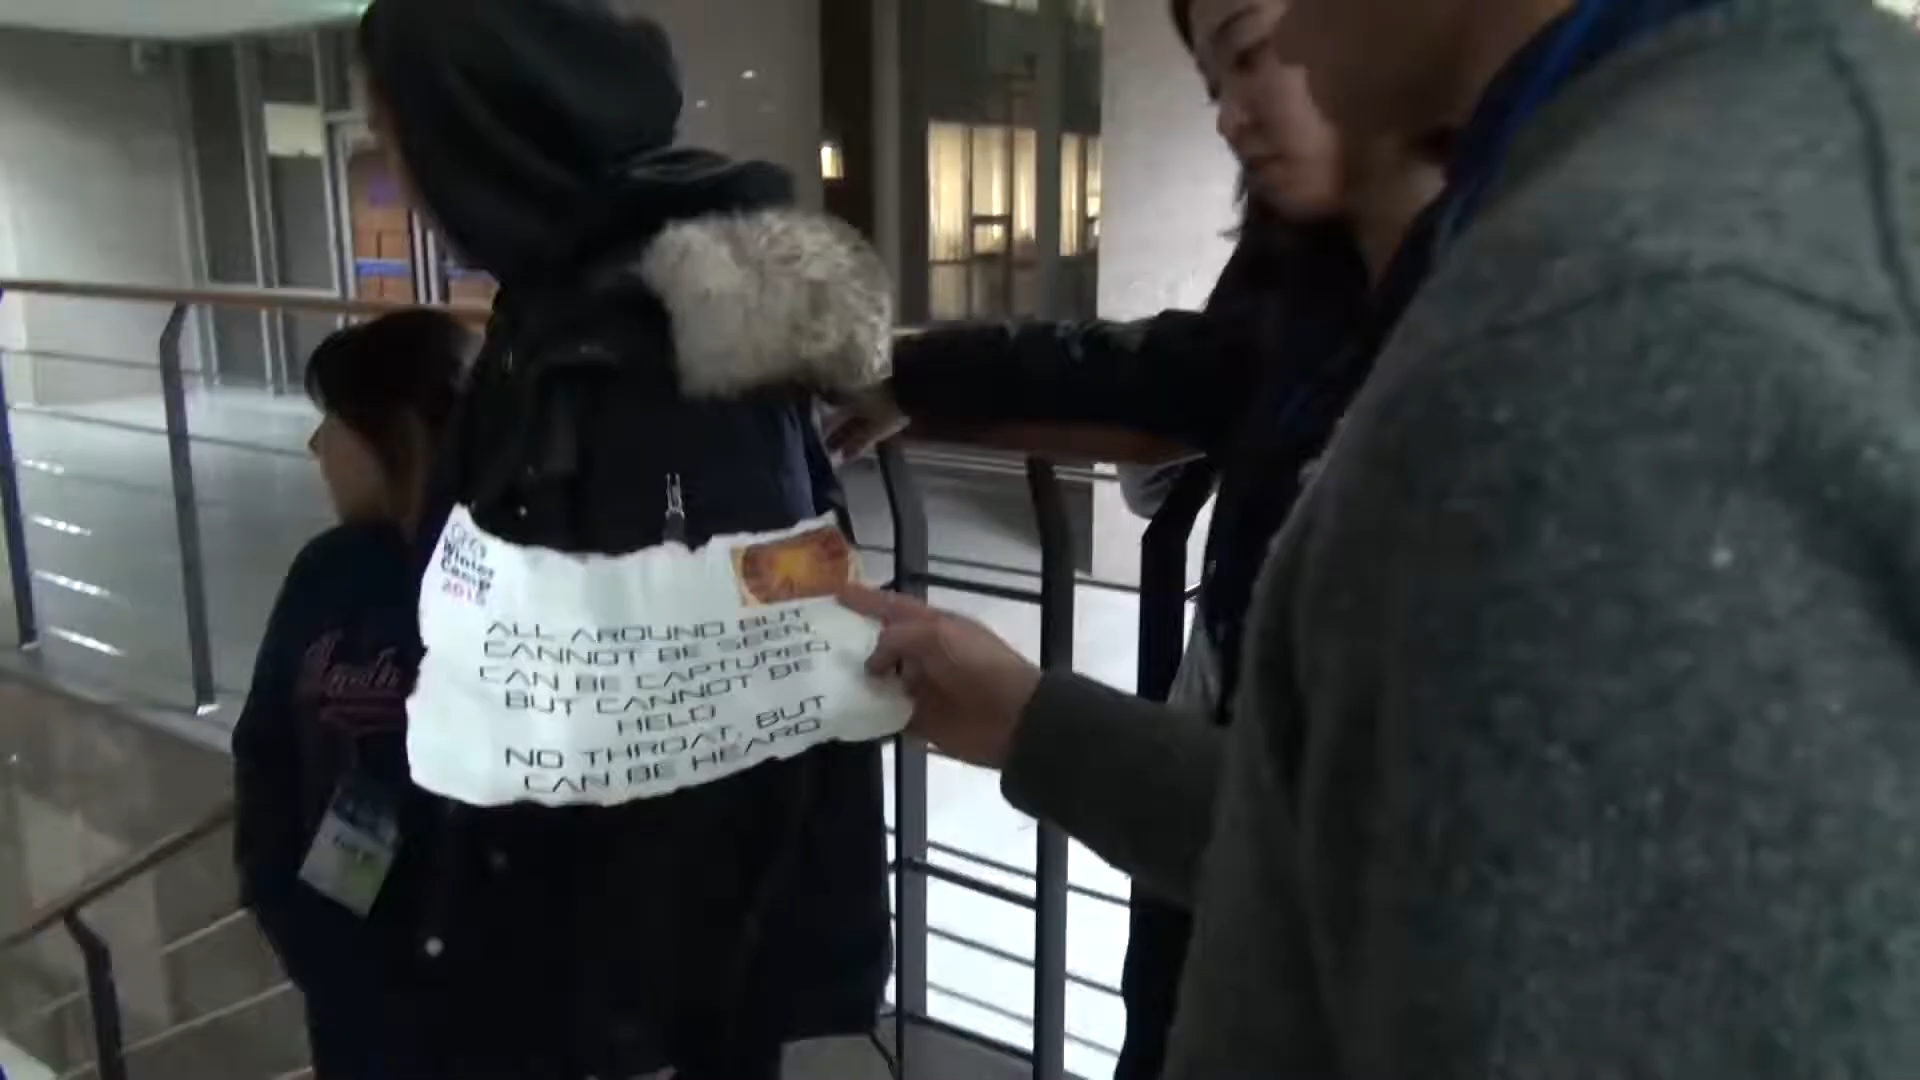 Winter
Camp
ALL AROUND BUT
CANNOT BE SEEN,
CAN BE CAPTURED
BUT CANNOT BE
HELD
NO THROAT, BUT
CAN BE HEARD